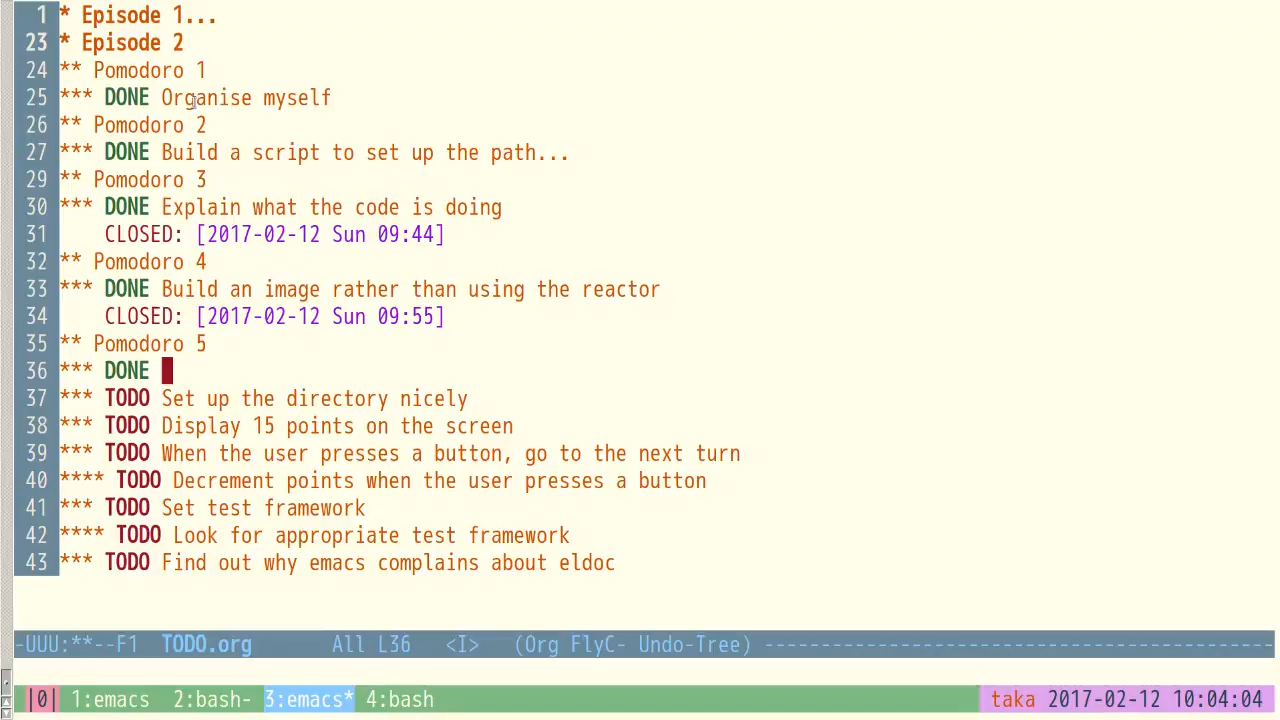 1 * Episode 1...
23 * Episode 2
24 ** Pomodoro 1
25 *** DONE Organise myself
26 ** Pomodoro 2
27 *** DONE Build a script to set up the path...
29 ** Pomodoro 3
30 *** DONE Explain what the code is doing
31 CLOSED: [2017-02-12 Sun 09:44]
32 ** Pomodoro 4
33 *** DONE Build an image rather than using the reactor
34 CLOSED: [2017-02-12 Sun 09:55]
35 ** Pomodoro 5
36 *** DONE
37 *** TODO Set up the directory nicely
38 *** TODO Display 15 points on the screen
39 *** TODO When the user presses a button, go to the next turn
40 **** TODO Decrement points when the user presses a button
41 *** TODO Set test framework
42 **** TODO Look for appropriate test framework
43 *** TODO Find out why emacs complains about eldoc
-UUU:**--F1 TODO.org All L36 <I> (Org FlyC- Undo-Tree) ---------------------------------------------
|0| 1:emacs 2:bash- 3:emacs* 4:bash taka 2017-02-12 10:04:04